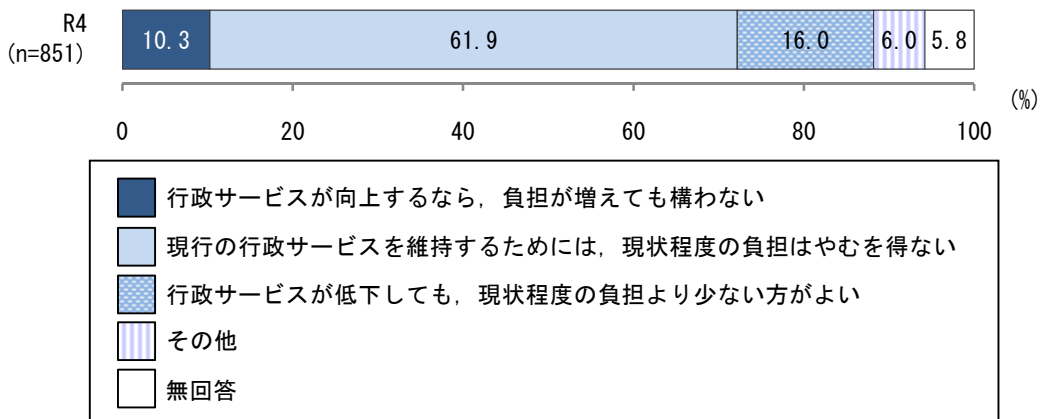 R4
(n=851)
10.3 61.9 16.0 6.0 5.8
(%)
0 20 40 60 80 100
行政サービスが向上するなら，負担が増えても構わない
現行の行政サービスを維持するためには，現状程度の負担はやむを得ない
行政サービスが低下しても，現状程度の負担より少ない方がよい
その他
無回答